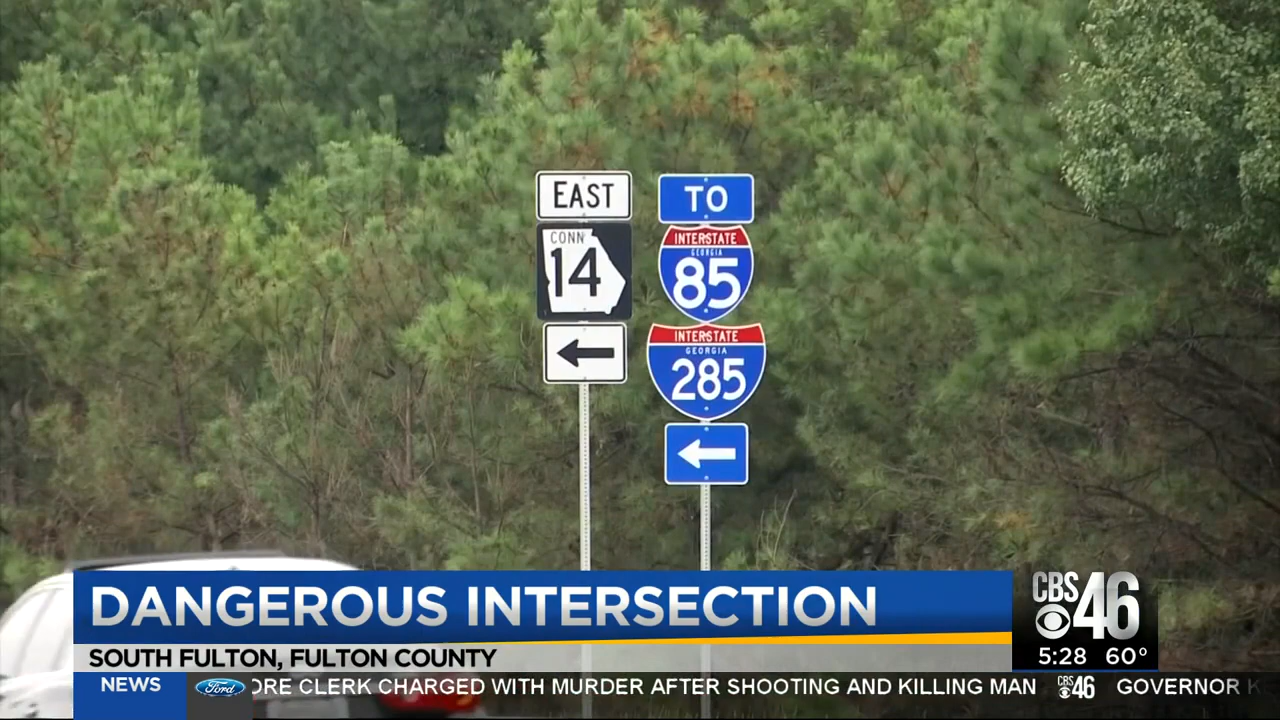 EAST
CONN
14
TO
INTERSTATE
GEORGIA
85
INTERSTATE
GEORGIA
285
DANGEROUS INTERSECTION
SOUTH FULTON, FULTON COUNTY
CBS 46
5:28 60°
NEWS
Ford
CLERK CHARGED WITH MURDER AFTER SHOOTING AND KILLING MAN CBS 46 GOVERNOR